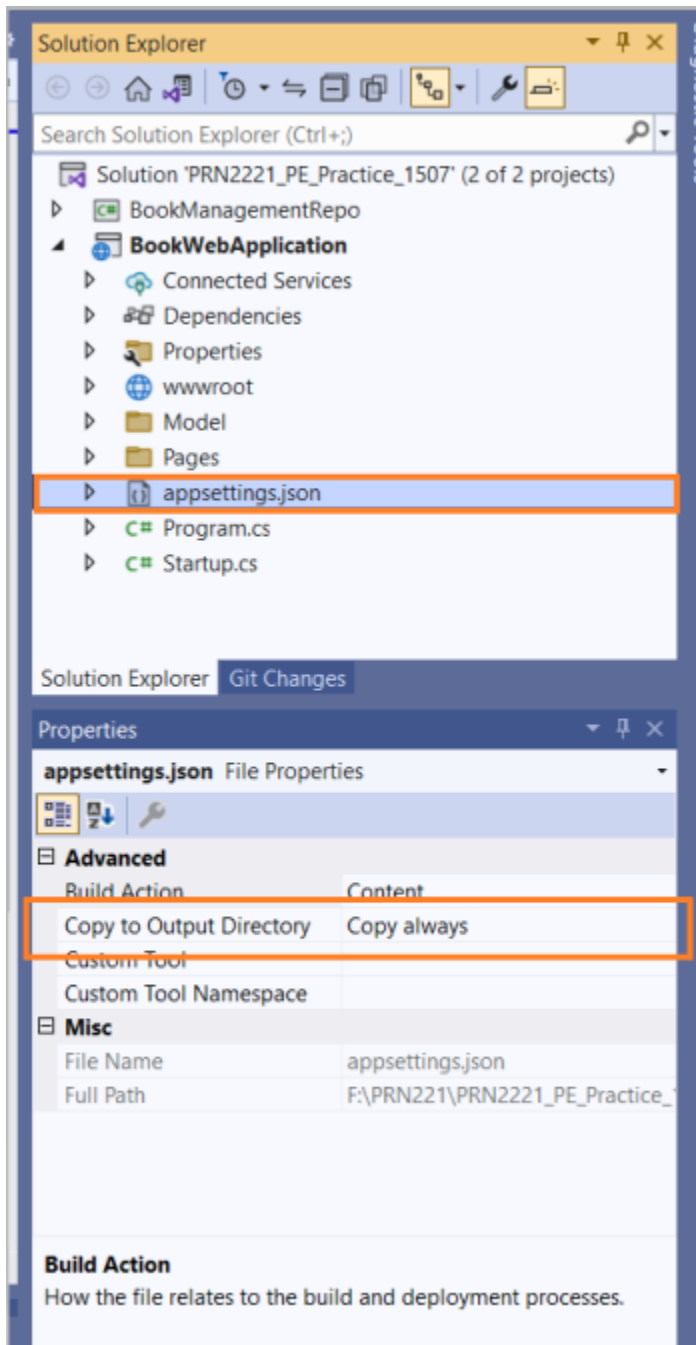 Solution Explorer
Search Solution Explorer (Ctrl+;)
Solution 'PRN2221_PE_Practice_1507' (2 of 2 projects)
BookManagementRepo
BookWebApplication
Connected Services
Dependencies
Properties
wwwroot
Model
Pages
appsettings.json
C# Program.cs
C# Startup.cs
Solution Explorer Git Changes
Properties
appsettings.json File Properties
Advanced
Build Action Content
Copy to Output Directory Copy always
Custom Tool
Custom Tool Namespace
Misc
File Name appsettings.json
Full Path F:\PRN221\PRN2221_PE_Practice_
Build Action
How the file relates to the build and deployment processes.